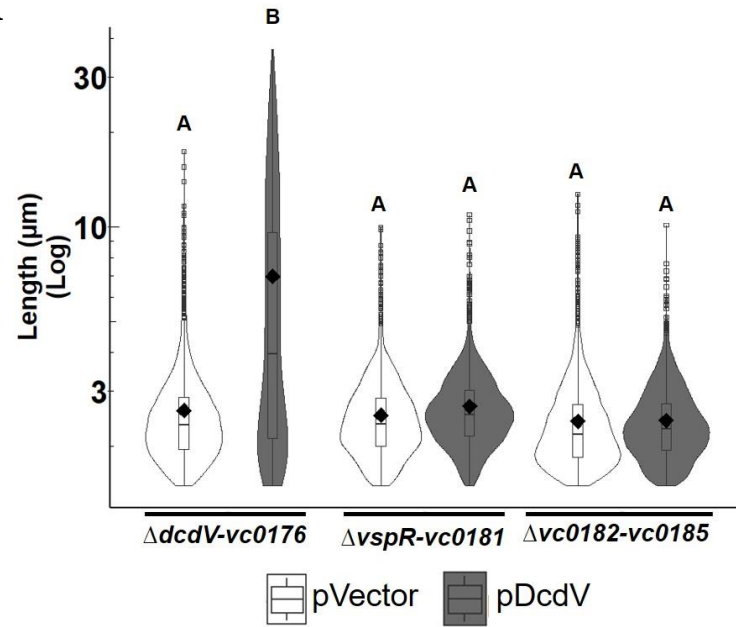 B
30
A
A
A
A
A
10
Length (µm)
(Log)
3
ΔdcdV-vc0176
ΔvspR-vc0181
Δvc0182-vc0185
pVector
pDcdV